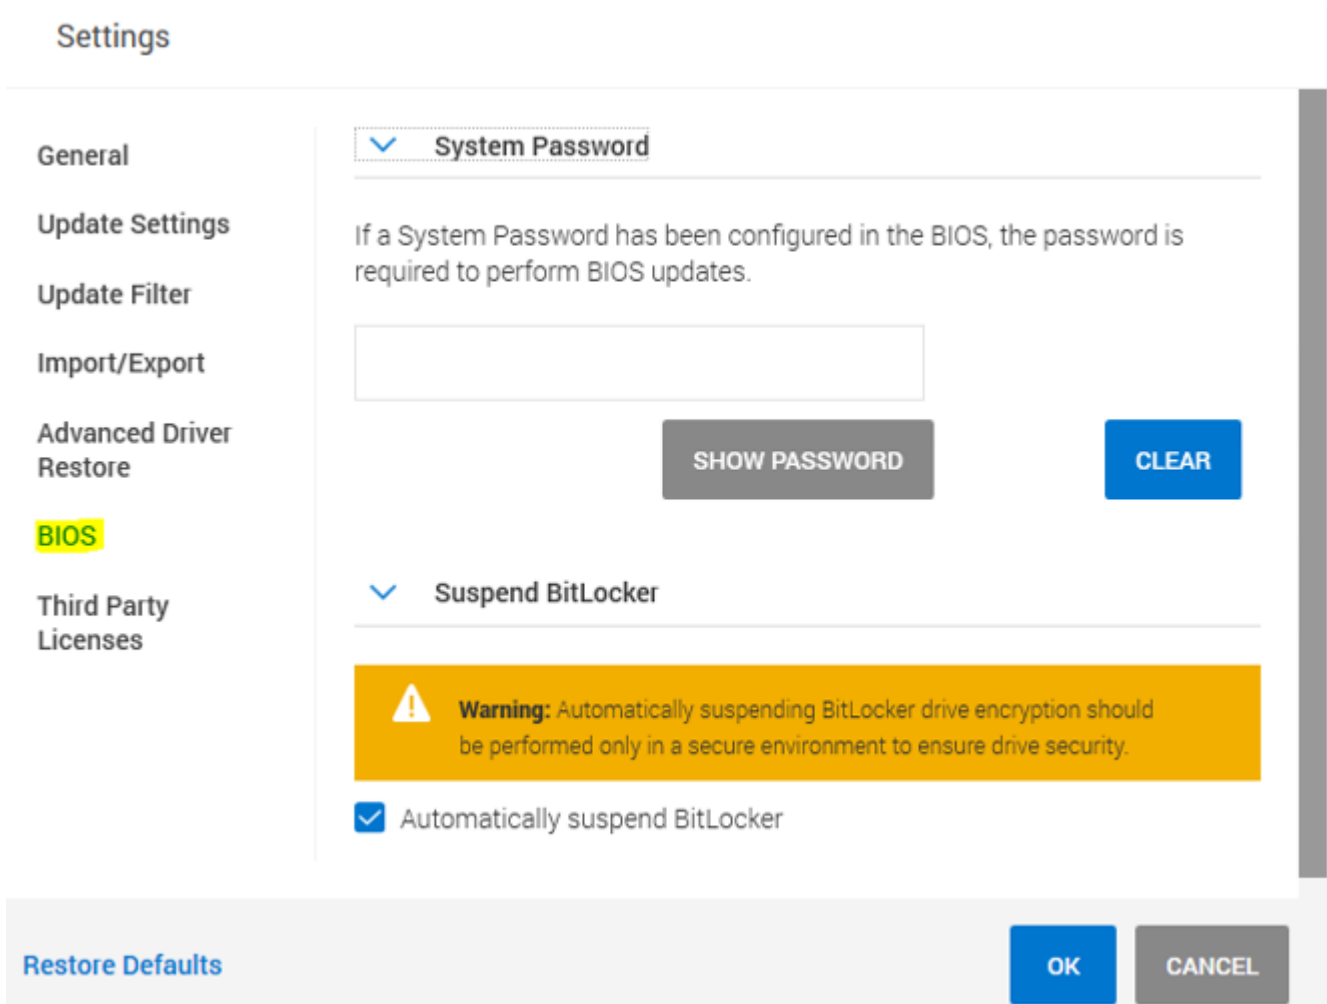 Settings
General
Update Settings
Update Filter
Import/Export
Advanced Driver
Restore
BIOS
Third Party
Licenses
System Password
If a System Password has been configured in the BIOS, the password is
required to perform BIOS updates.
SHOW PASSWORD
CLEAR
Suspend BitLocker
Warning: Automatically suspending BitLocker drive encryption should
be performed only in a secure environment to ensure drive security.
Automatically suspend BitLocker
Restore Defaults
OK
CANCEL